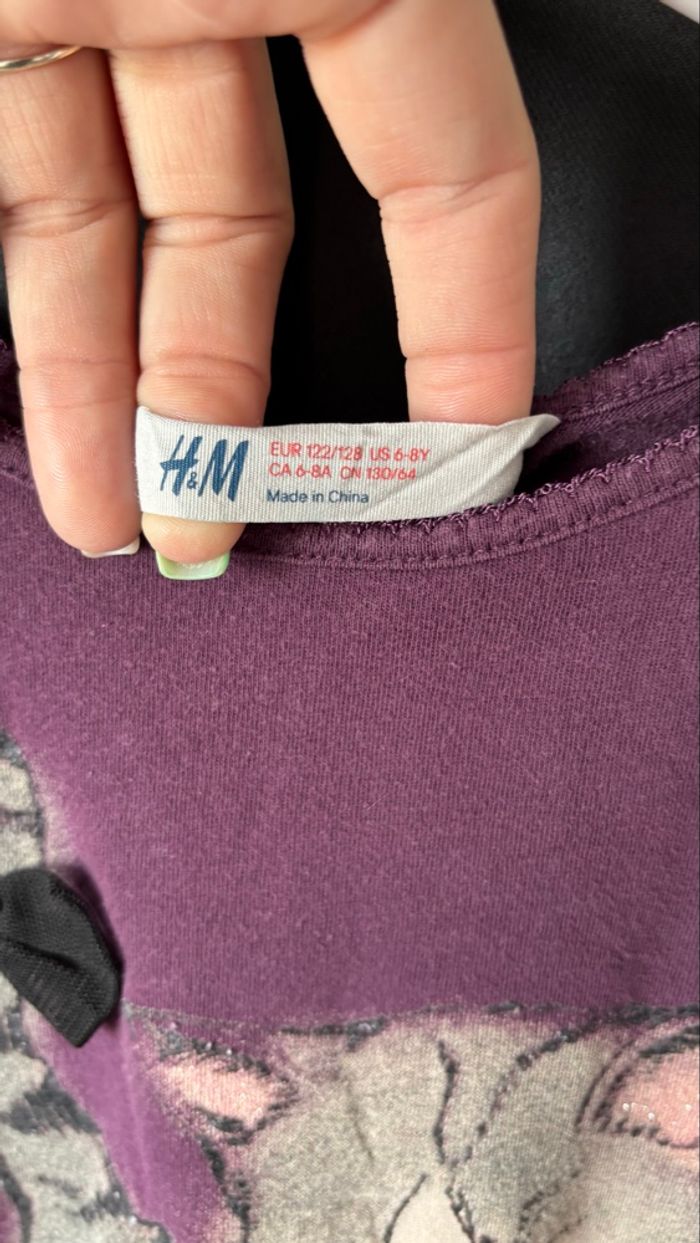 H&M
EUR 122/128 US 6-8Y
CA 6-8A CN 130/64
Made in China